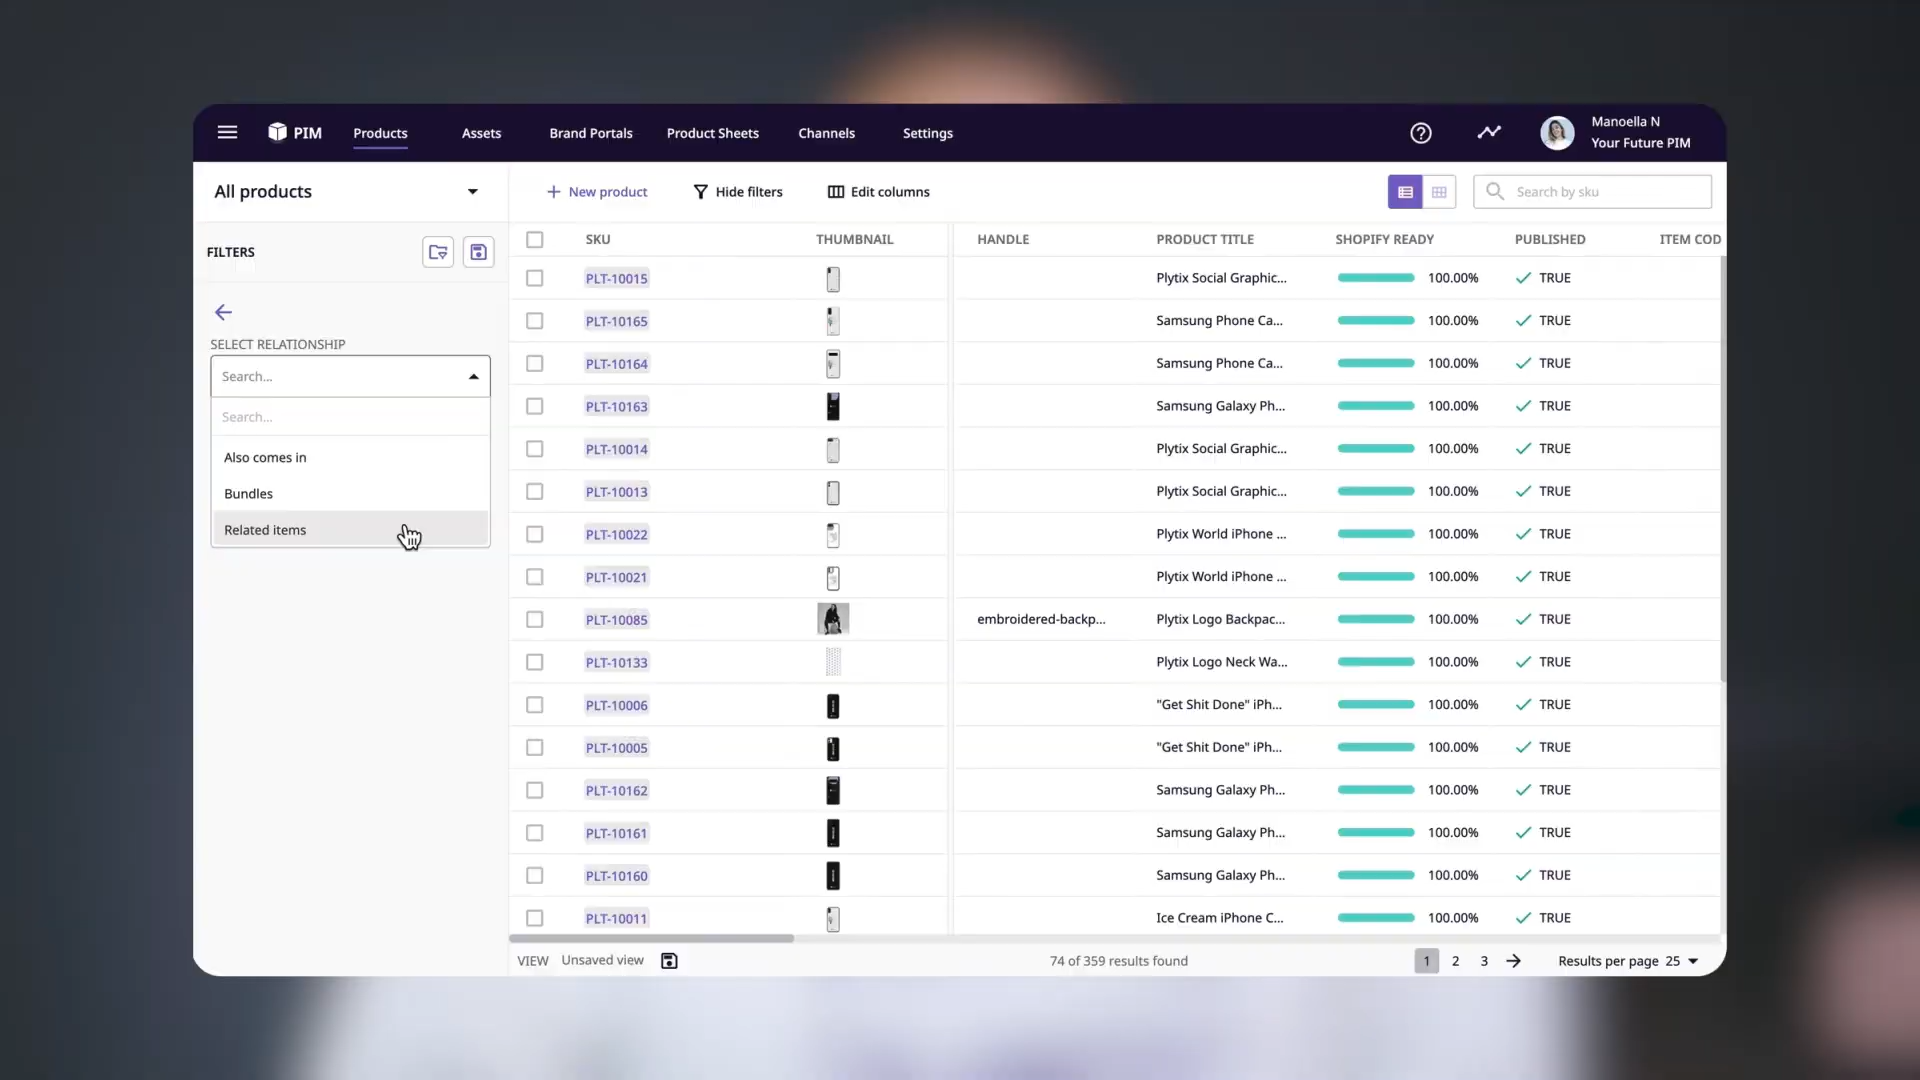 PIM Products Assets Brand Portals Product Sheets Channels Settings Manoella N
Your Future PIM
All products New product Hide filters Edit columns Search by sku
FILTERS
SELECT RELATIONSHIP
Search...
Search...
Also comes in
Bundles
Related items
SKU THUMBNAIL HANDLE PRODUCT TITLE SHOPIFY READY PUBLISHED ITEM COD
PLT-10015 Plytix Social Graphic... 100.00% TRUE
PLT-10165 Samsung Phone Ca... 100.00% TRUE
PLT-10164 Samsung Phone Ca... 100.00% TRUE
PLT-10163 Samsung Galaxy Ph... 100.00% TRUE
PLT-10014 Plytix Social Graphic... 100.00% TRUE
PLT-10013 Plytix Social Graphic... 100.00% TRUE
PLT-10022 Plytix World iPhone ... 100.00% TRUE
PLT-10021 Plytix World iPhone ... 100.00% TRUE
PLT-10085 embroidered-backp... Plytix Logo Backpac... 100.00% TRUE
PLT-10133 Plytix Logo Neck Wa... 100.00% TRUE
PLT-10006 "Get Shit Done" iPh... 100.00% TRUE
PLT-10005 "Get Shit Done" iPh... 100.00% TRUE
PLT-10162 Samsung Galaxy Ph... 100.00% TRUE
PLT-10161 Samsung Galaxy Ph... 100.00% TRUE
PLT-10160 Samsung Galaxy Ph... 100.00% TRUE
PLT-10011 Ice Cream iPhone C... 100.00% TRUE
VIEW Unsaved view 74 of 359 results found 1 2 3 Results per page 25